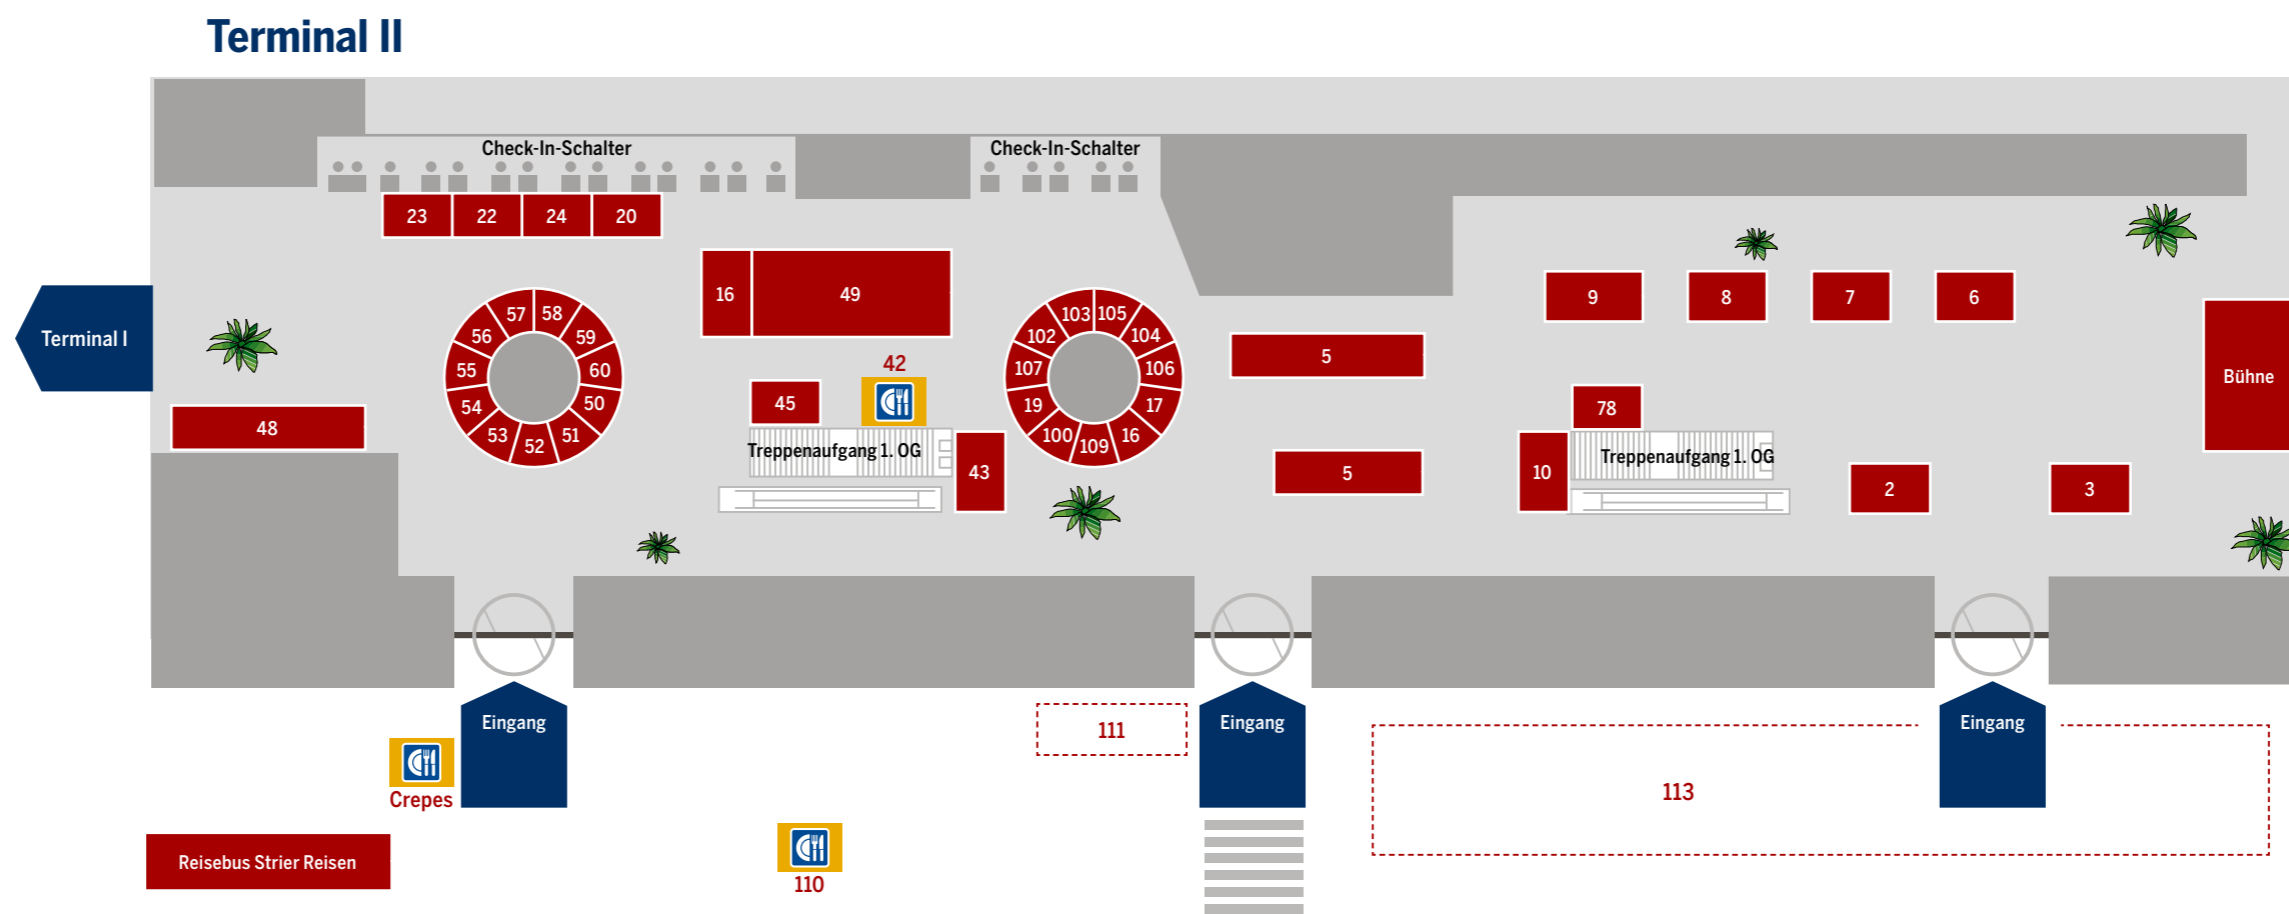 Terminal II
Check-In-Schalter
Check-In-Schalter
23 22 24 20
16 49
9 8 7 6
57 58
56 59
55 60
54 50
53 51
52
103 105
102 104
107 106
19 17
100 16
109
Terminal I
5
42
Bühne
45
78
48
Treppenaufgang 1. OG
43
5
10
Treppenaufgang 1. OG
2
3
Eingang
111
Eingang
Eingang
113
Crepes
Reisebus Strier Reisen
110